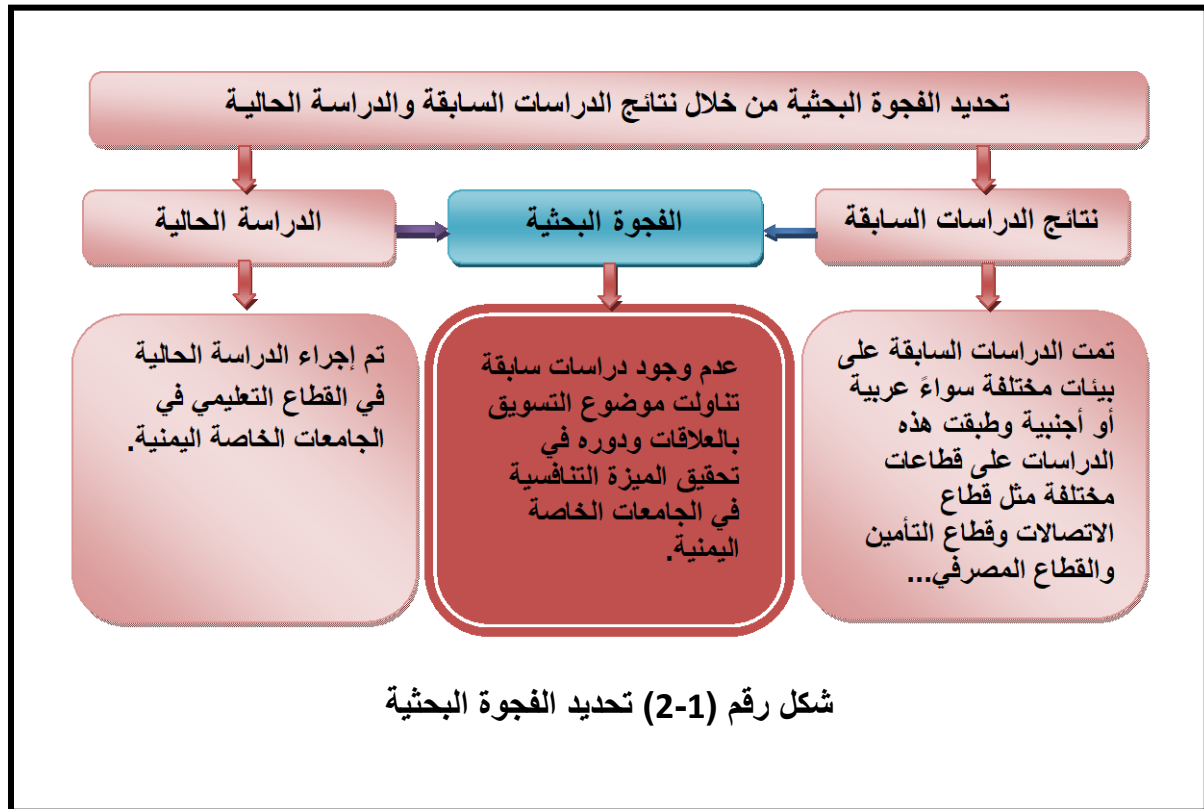 تحديد الفجوة البحثية من خلال نتائج الدراسات السابقة والدراسة الحالية
نتائج الدراسات السابقة
الفجوة البحثية
الدراسة الحالية
تمت الدراسات السابقة على
بيئات مختلفة سواءً عربية
أو أجنبية وطبقت هذه
الدراسات على قطاعات
مختلفة مثل قطاع
الاتصالات وقطاع التأمين
والقطاع المصرفي...
عدم وجود دراسات سابقة
تناولت موضوع التسويق
بالعلاقات ودوره في
تحقيق الميزة التنافسية
في الجامعات الخاصة
اليمنية.
تم إجراء الدراسة الحالية
في القطاع التعليمي في
الجامعات الخاصة اليمنية.
شكل رقم (1-2) تحديد الفجوة البحثية